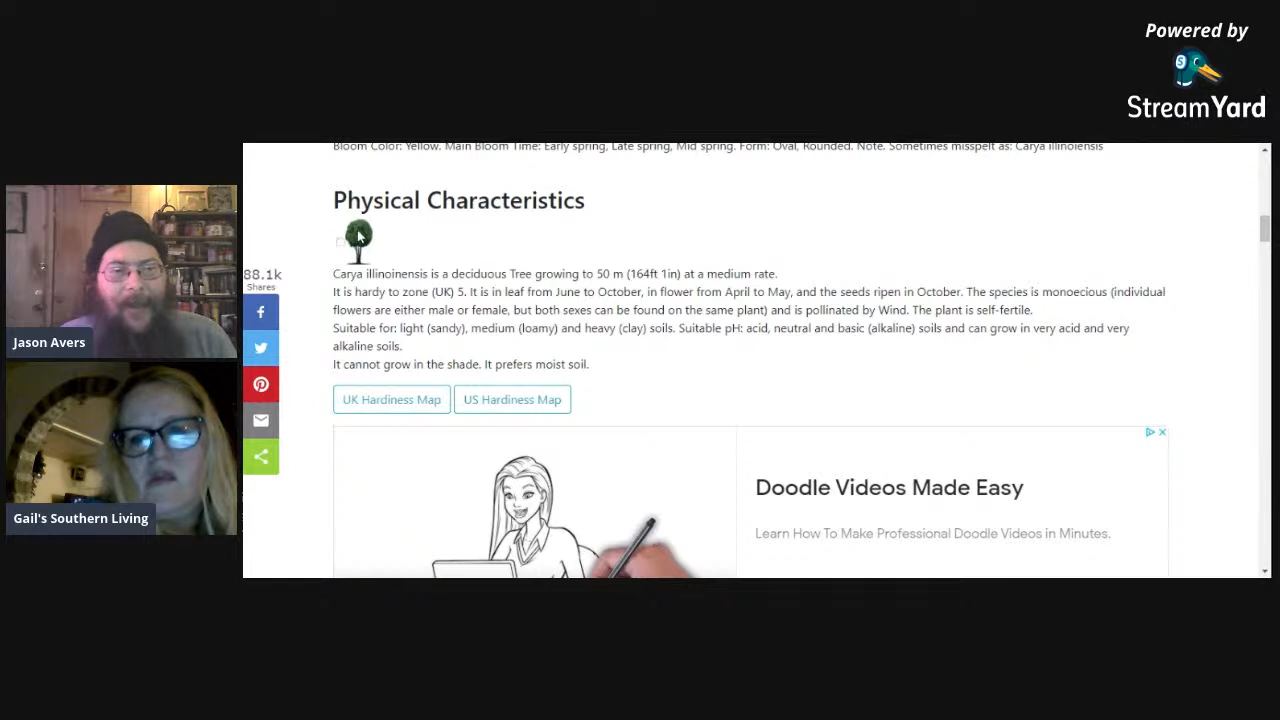 Powered by
StreamYard
Bloom Color: Yellow. Main Bloom Time: Early spring, Late spring, Mid spring. Form: Oval, Rounded. Note. Sometimes misspelt as: Carya illinoiensis
Physical Characteristics
Carya illinoinensis is a deciduous Tree growing to 50 m (164ft 1in) at a medium rate.
It is hardy to zone (UK) 5. It is in leaf from June to October, in flower from April to May, and the seeds ripen in October. The species is monoecious (individual
flowers are either male or female, but both sexes can be found on the same plant) and is pollinated by Wind. The plant is self-fertile.
Suitable for: light (sandy), medium (loamy) and heavy (clay) soils. Suitable pH: acid, neutral and basic (alkaline) soils and can grow in very acid and very
alkaline soils.
It cannot grow in the shade. It prefers moist soil.
UK Hardiness Map
US Hardiness Map
88.1k
Shares
Jason Avers
Gail's Southern Living
Doodle Videos Made Easy
Learn How To Make Professional Doodle Videos in Minutes.